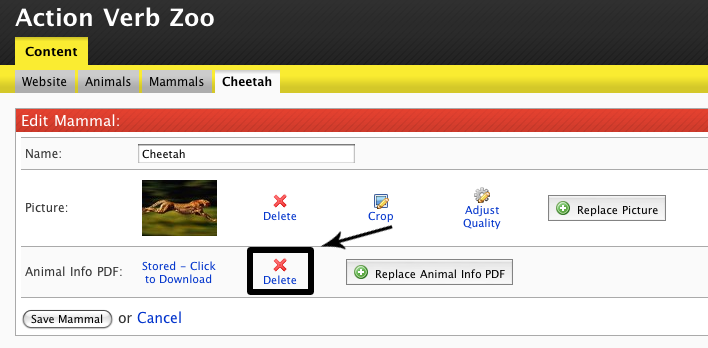 Action Verb Zoo
Content
Website Animals Mammals Cheetah
Edit Mammal:
Name: Cheetah
Picture: Delete Crop Adjust Quality Replace Picture
Animal Info PDF: Stored - Click to Download Delete Replace Animal Info PDF
Save Mammal or Cancel